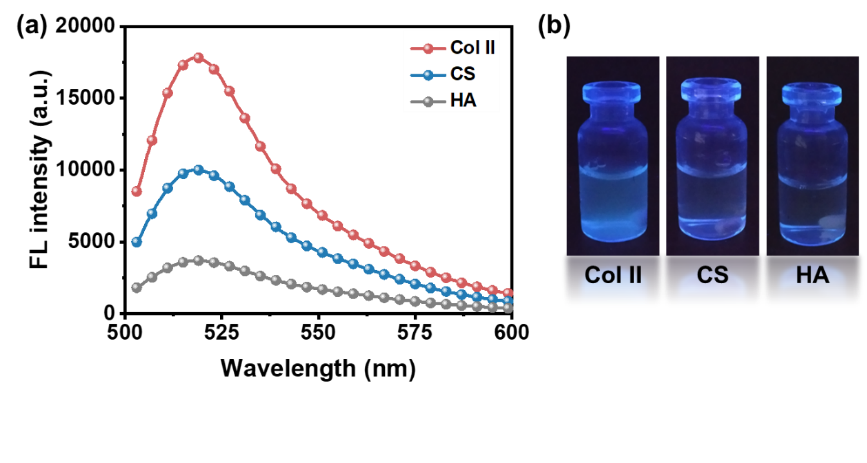 (a)
20000
15000
10000
5000
0
FL intensity (a.u.)
Col II
CS
HA
500
525
550
575
600
Wavelength (nm)
(b)
Col II
CS
HA